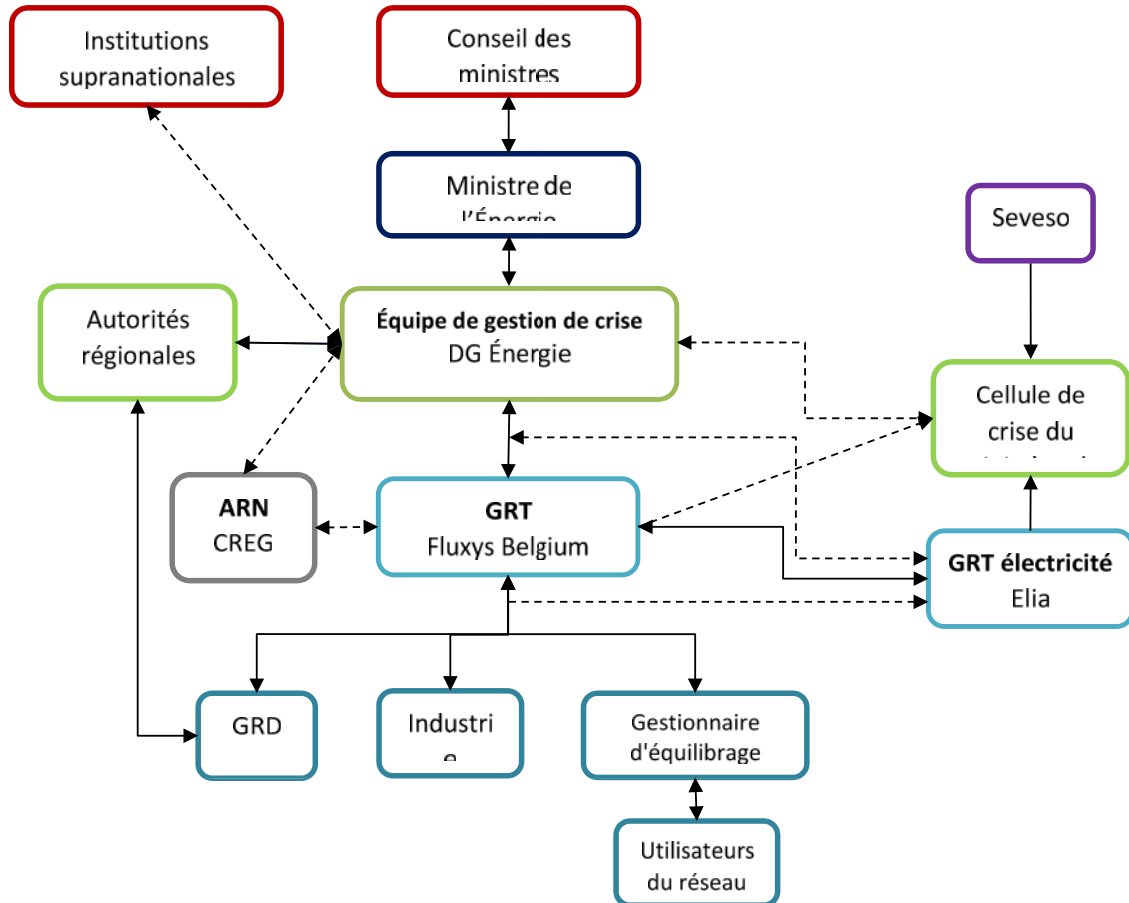 Institutions
supranationales
Conseil des
ministres
Ministre de
l'Énergie
Seveso
Autorités
régionales
Équipe de gestion de crise
DG Énergie
Cellule de
crise du
ARN
CREG
GRT
Fluxys Belgium
GRT électricité
Elia
GRD
Industri
e
Gestionnaire
d'équilibrage
Utilisateurs
du réseau